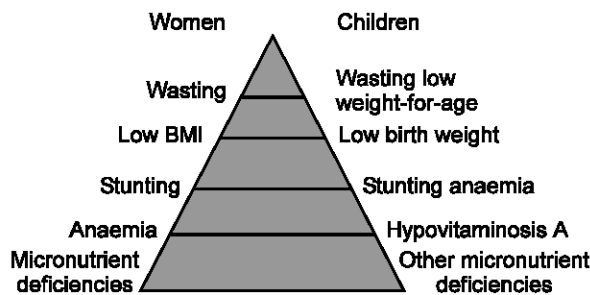 Women Children
Wasting Wasting low
weight-for-age
Low BMI Low birth weight
Stunting Stunting anaemia
Anaemia Hypovitaminosis A
Micronutrient Other micronutrient
deficiencies deficiencies